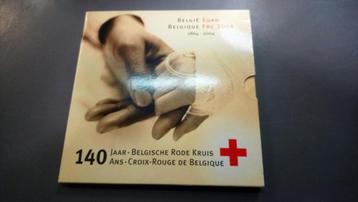 België Euro
Belgique FDC 2004
1864 - 2004
140 Jaar - Belgische Rode Kruis
Ans - Croix-Rouge de Belgique